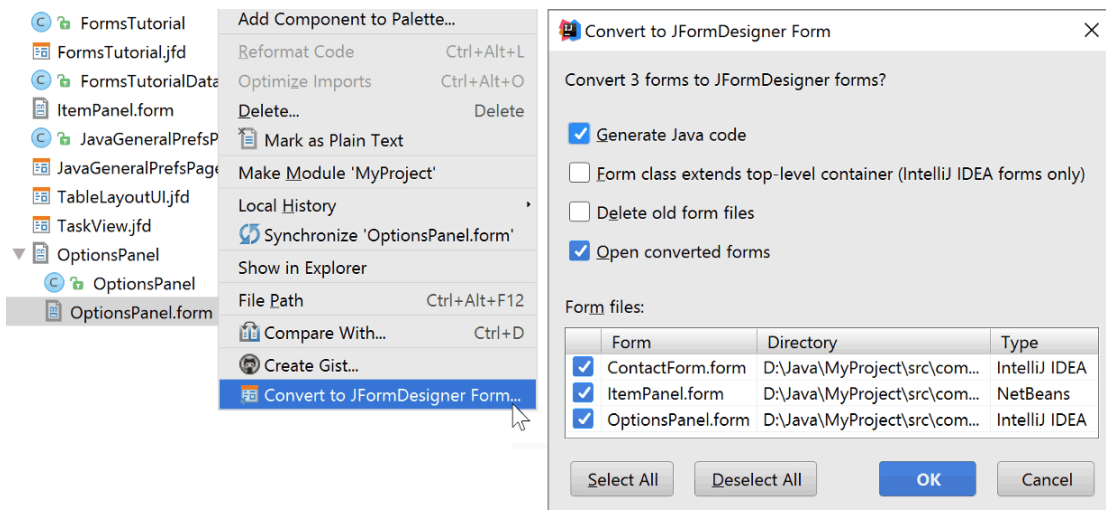 FormsTutorial
FormsTutorial.jfd
FormsTutorialData
ItemPanel.form
JavaGeneralPrefsP
JavaGeneralPrefsPage
TableLayoutUI.jfd
TaskView.jfd
OptionsPanel
OptionsPanel
OptionsPanel.form
Add Component to Palette...
Reformat Code Ctrl+Alt+L
Optimize Imports Ctrl+Alt+O
Delete... Delete
Mark as Plain Text
Make Module 'MyProject'
Local History
Synchronize 'OptionsPanel.form'
Show in Explorer
File Path Ctrl+Alt+F12
Compare With... Ctrl+D
Create Gist...
Convert to JFormDesigner Form...
Convert to JFormDesigner Form
Convert 3 forms to JFormDesigner forms?
Generate Java code
Form class extends top-level container (IntelliJ IDEA forms only)
Delete old form files
Open converted forms
Form files:
Form Directory Type
ContactForm.form D:\Java\MyProject\src\com... IntelliJ IDEA
ItemPanel.form D:\Java\MyProject\src\com... NetBeans
OptionsPanel.form D:\Java\MyProject\src\com... IntelliJ IDEA
Select All Deselect All OK Cancel